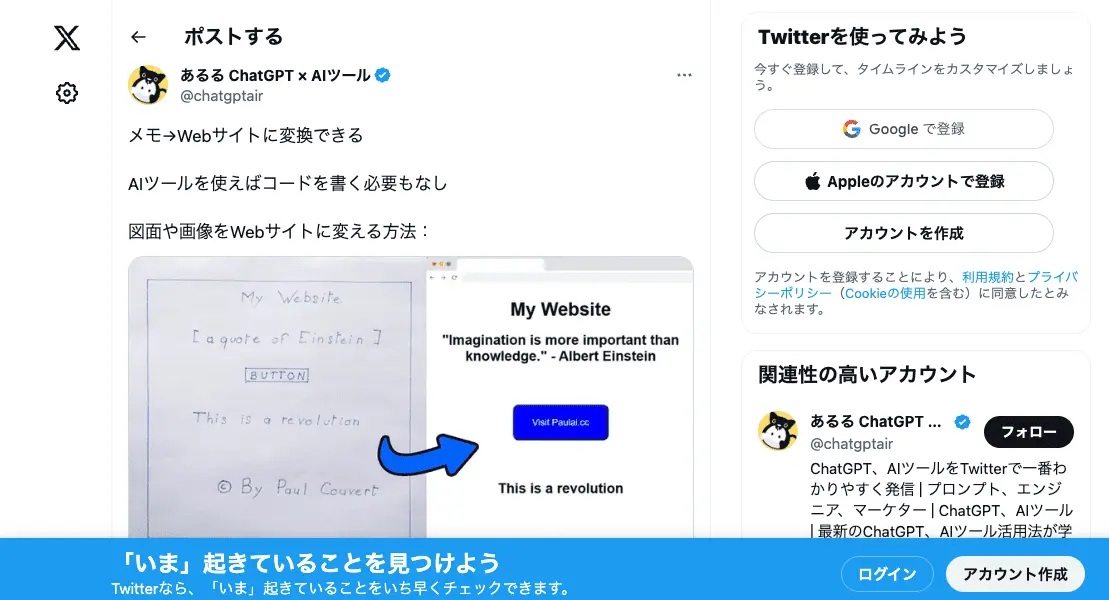 ポストする
あるる ChatGPT × AIツール
@chatgptair
メモ→Webサイトに変換できる
AIツールを使えばコードを書く必要もなし
図面や画像をWebサイトに変える方法：
My Website
[a quote of Einstein]
BUTTON
This is a revolution
© By Paul Couvert
My Website
"Imagination is more important than
knowledge." - Albert Einstein
Visit Paulai.cc
This is a revolution
Twitterを使ってみよう
今すぐ登録して、タイムラインをカスタマイズしましょ
う。
Google で登録
Appleのアカウントで登録
アカウントを作成
アカウントを登録することにより、利用規約とプライバ
シーポリシー（Cookieの使用を含む）に同意したとみ
なされます。
関連性の高いアカウント
あるる ChatGPT ...
@chatgptair
フォロー
ChatGPT、AIツールをTwitterで一番わ
かりやすく発信 | プロンプト、エンジ
ニア、マーケター | ChatGPT、AIツール
| 最新のChatGPT、AIツール活用法が学
「いま」起きていることを見つけよう
Twitterなら、「いま」起きていることをいち早くチェックできます。
ログイン
アカウント作成